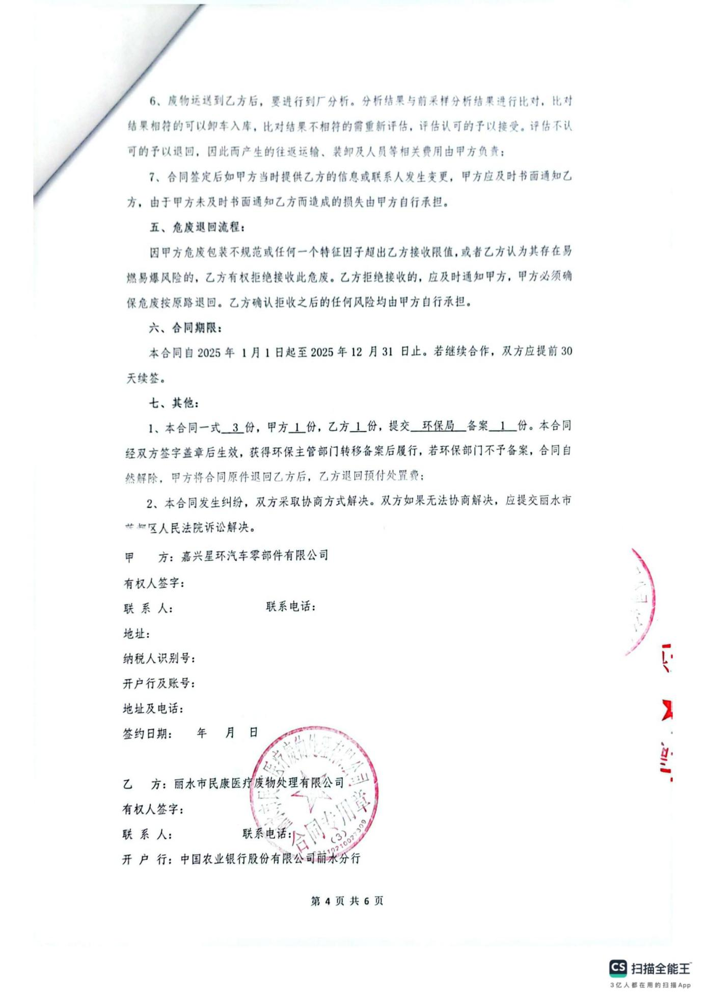 6、废物运送到乙方后，要进行到厂分析。分析结果与前采样分析结果进行比对，比对
结果相符的可以卸车入库，比对结果不相符的需重新评估，评估认可的予以接受。评估不认
可的予以退回，因此而产生的往返运输、装卸及人员等相关费用由甲方负责；
7、合同签定后如甲方当时提供乙方的信息或联系人发生变更，甲方应及时书面通知乙
方，由于甲方未及时书面通知乙方而造成的损失由甲方自行承担。
五、危废退回流程：
因甲方危废包装不规范或任何一个特征因子超出乙方接收限值，或者乙方认为其存在易
燃易爆风险的，乙方有权拒绝接收此危废。乙方拒绝接收的，应及时通知甲方，甲方必须确
保危废按原路退回。乙方确认拒收之后的任何风险均由甲方自行承担。
六、合同期限：
本合同自 2025 年 1 月 1 日起至 2025 年 12 月 31 日止。若继续合作，双方应提前 30
天续签。
七、其他：
1、本合同一式 3 份，甲方 1 份，乙方 1 份，提交 环保局 备案 1 份。本合同
经双方签字盖章后生效，获得环保主管部门转移备案后履行，若环保部门不予备案，合同自
然解除，甲方将合同原件退回乙方后，乙方退回预付处置费；
2、本合同发生纠纷，双方采取协商方式解决。双方如果无法协商解决，应提交丽水市
区人民法院诉讼解决。
甲 方：嘉兴星环汽车零部件有限公司
有权人签字：
联 系 人： 联系电话：
地址：
纳税人识别号：
开户行及账号：
地址及电话：
签约日期： 年 月 日
乙 方：丽水市民康医疗废物处理有限公司
有权人签字：
联 系 人： 联系电话：
开 户 行：中国农业银行股份有限公司丽水分行
医疗废物处理有限公司
合同专用章
(3)
第 4 页 共 6 页
CS 扫描全能王
3亿人都在用的扫描App